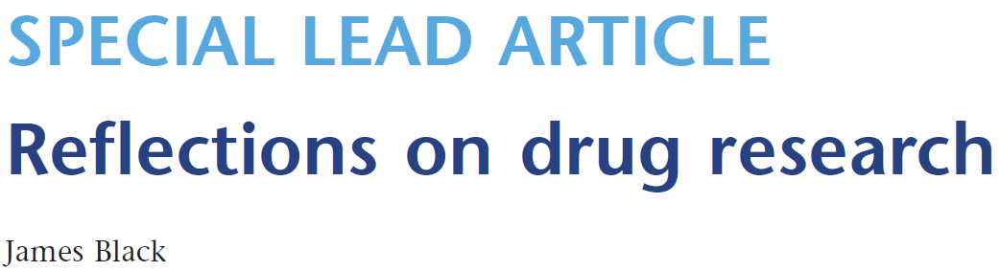 SPECIAL LEAD ARTICLE
Reflections on drug research
James Black